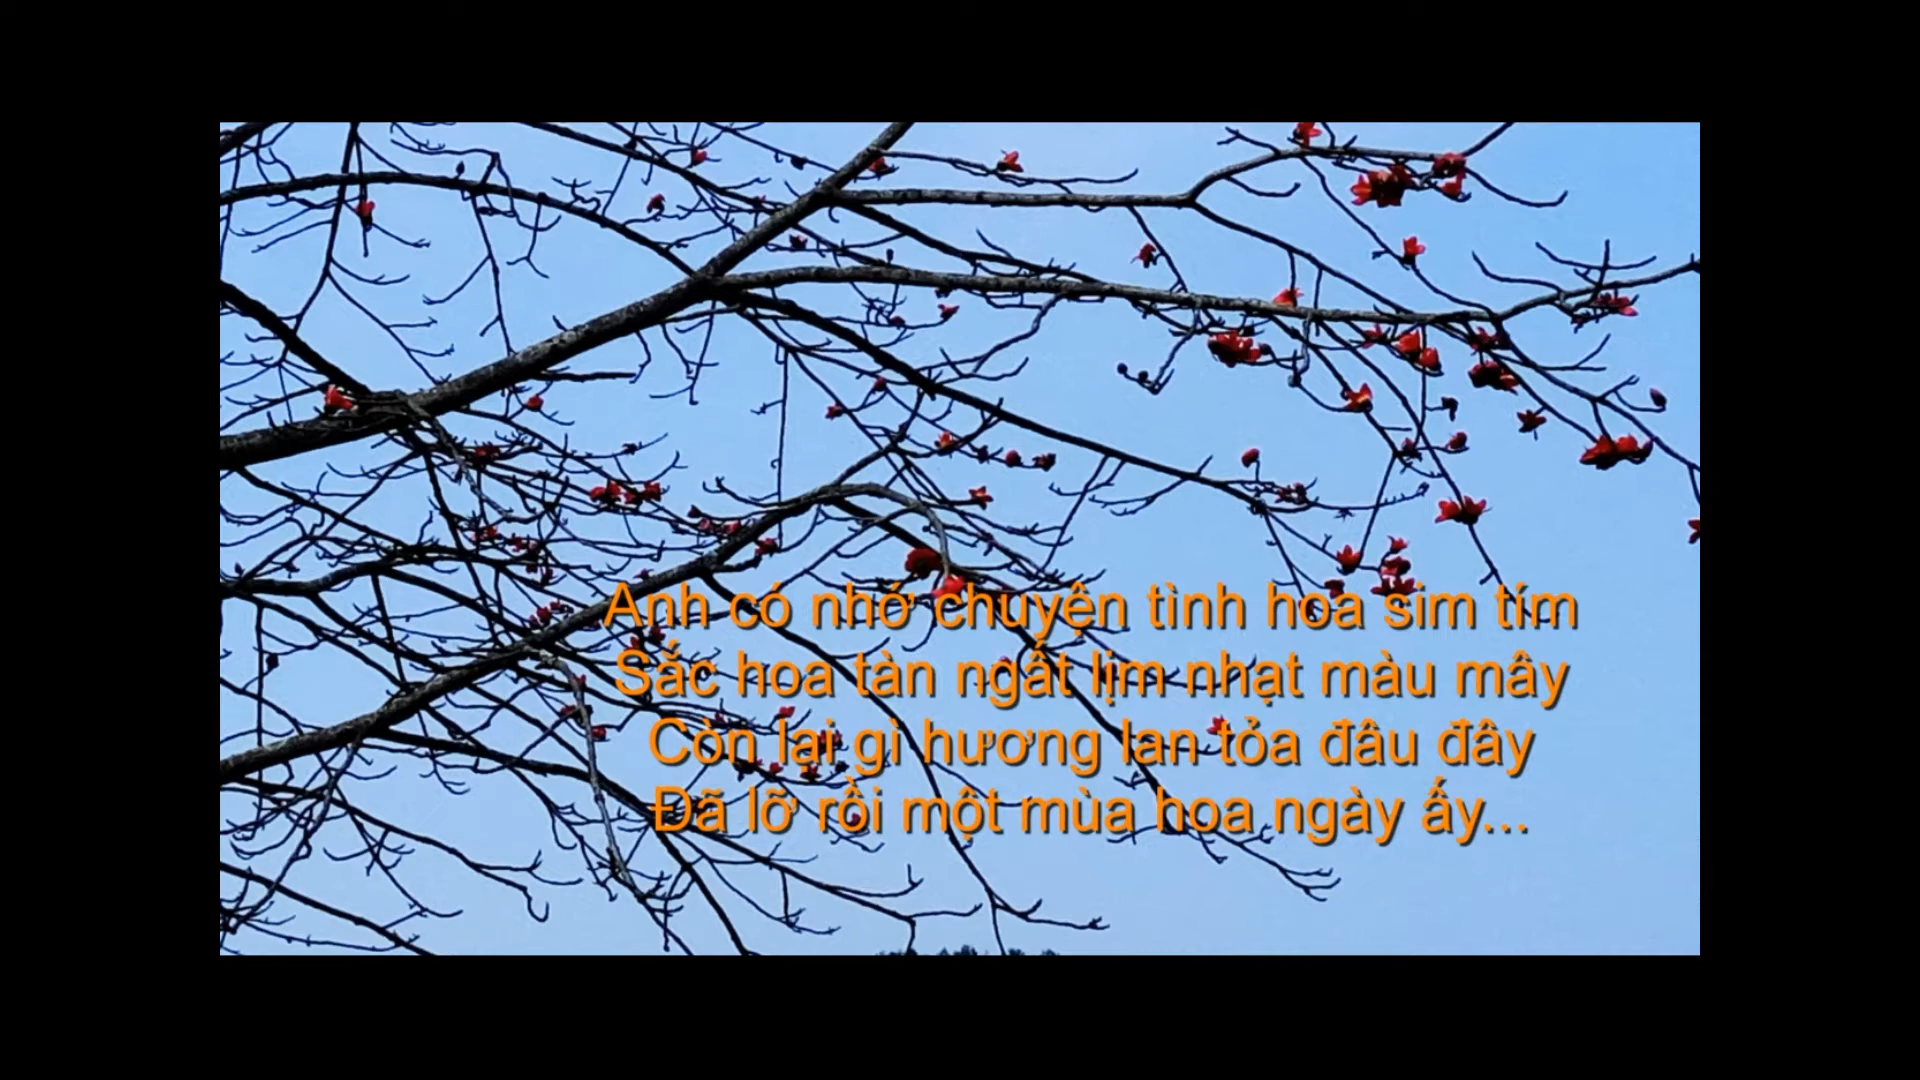 Anh có nhớ chuyện tình hoa sim tím
Sắc hoa tàn ngất lịm nhạt màu mây
Còn lại gì hương lan tỏa đâu đây
Đã lỡ rồi một mùa hoa ngày ấy...